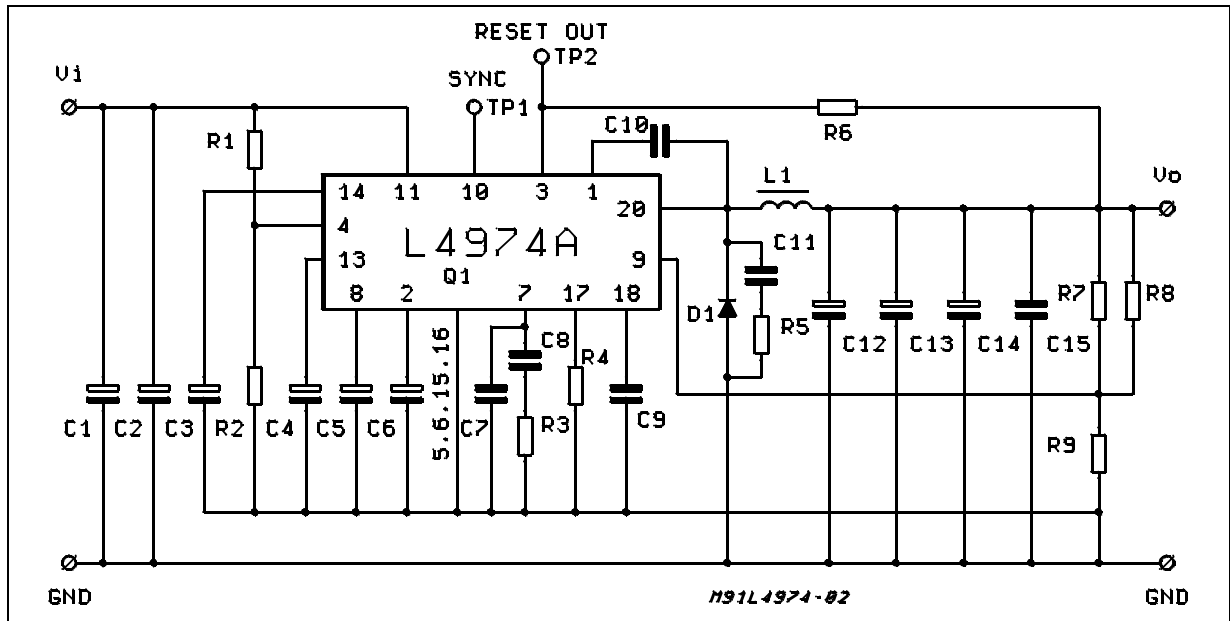 RESET OUT
TP2
Vi
SYNC
TP1
C10
R6
R1
L1
Vo
14
11
10
3
1
20
4
L4974A
C11
13
9
Q1
8
2
7
17
18
D1
R5
R7
R8
C8
R4
C12
C13
C14
C15
C1
C2
C3
R2
C4
C5
C6
5.6.15.16
C7
R3
C9
R9
GND
M91L4974-02
GND